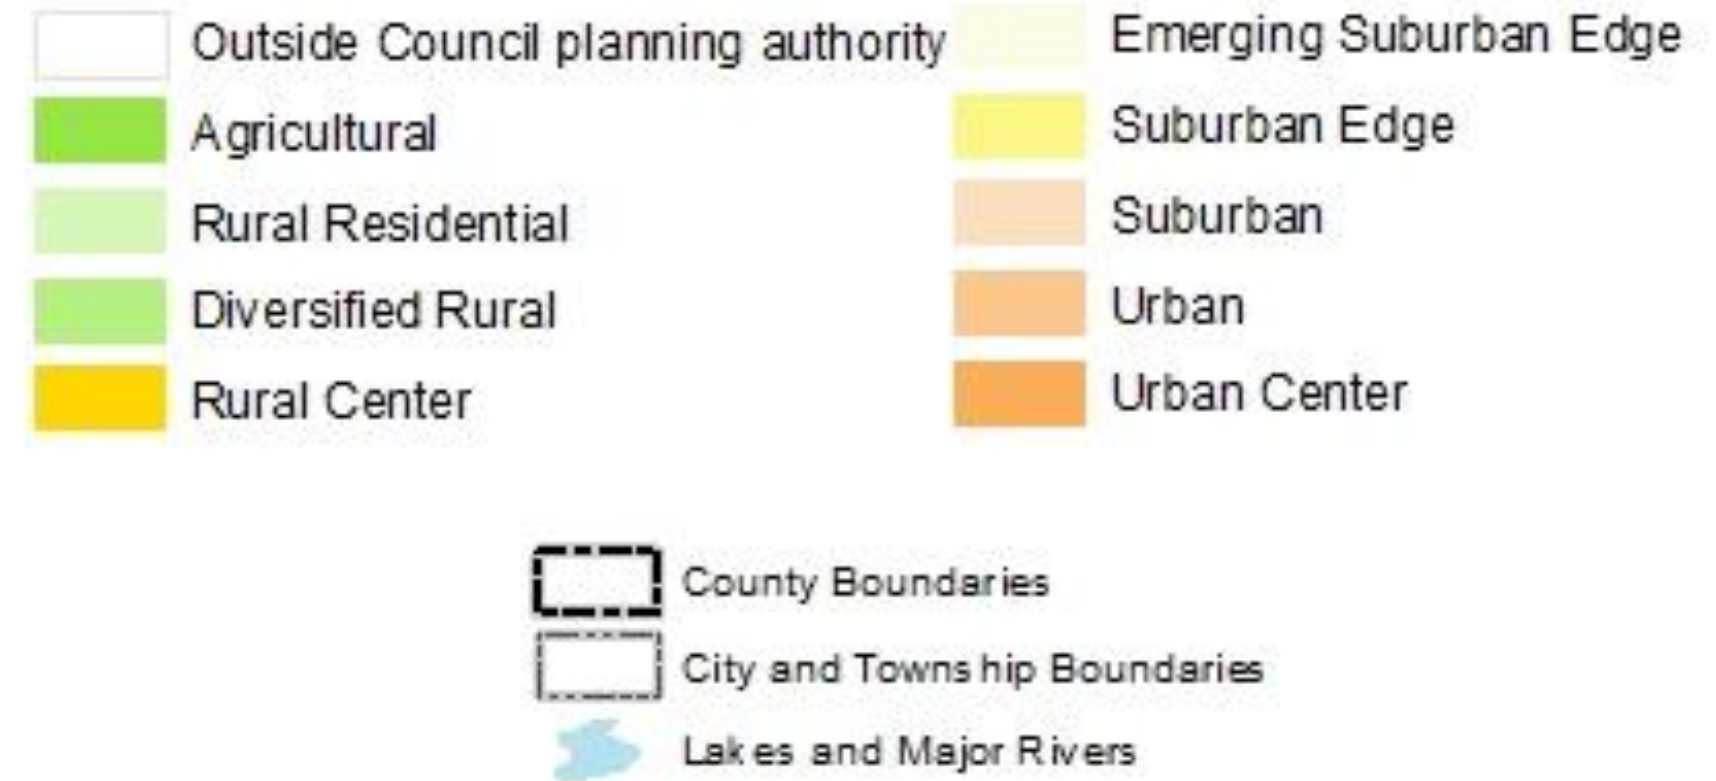 Outside Council planning authority
Agricultural
Rural Residential
Diversified Rural
Rural Center
Emerging Suburban Edge
Suburban Edge
Suburban
Urban
Urban Center
County Boundaries
City and Township Boundaries
Lakes and Major Rivers